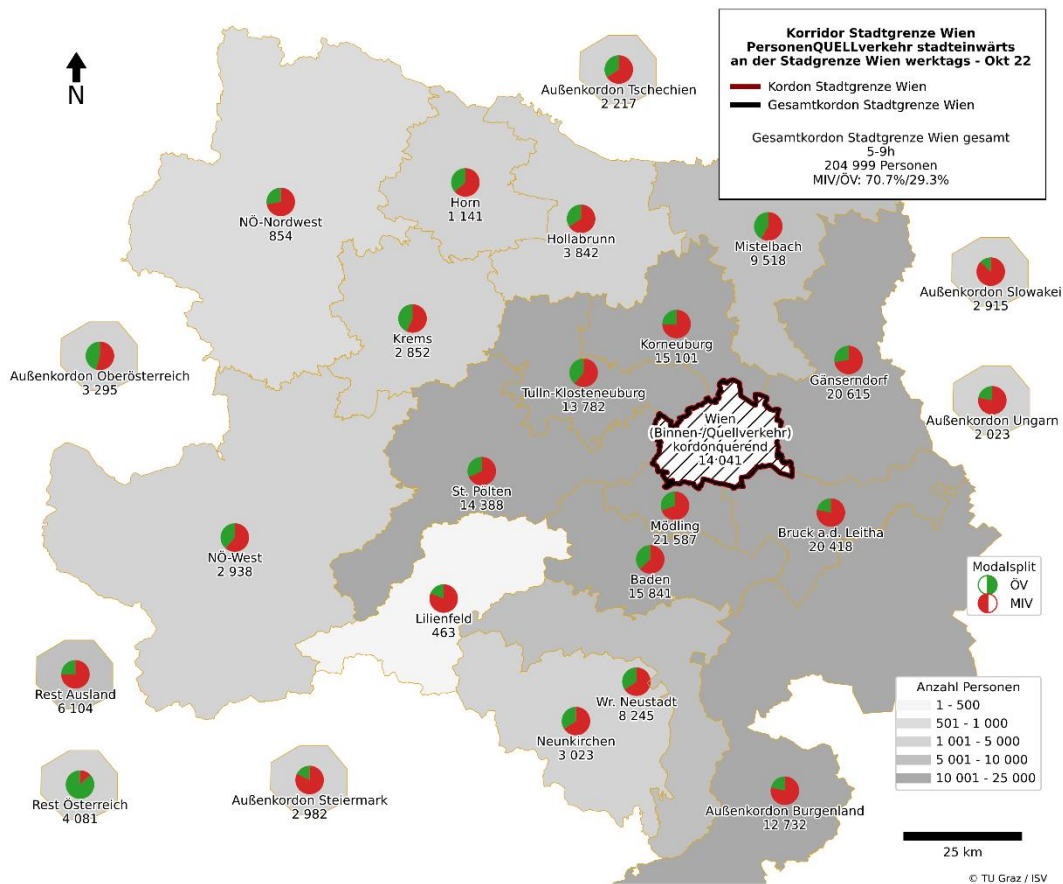 Korridor Stadtgrenze Wien
PersonenQUELLverkehr stadteinwärts
an der Stadgrenze Wien werktags - Okt 22
Kordon Stadtgrenze Wien
Gesamtkordon Stadtgrenze Wien
Gesamtkordon Stadtgrenze Wien gesamt
5-9h
204 999 Personen
MIV/ÖV: 70.7%/29.3%
N
Außenkordon Tschechien
2 217
NÖ-Nordwest
854
Horn
1 141
Hollabrunn
3 842
Mistelbach
9 518
Außenkordon Slowakei
2 915
Krems
2 852
Korneuburg
15 101
Außenkordon Oberösterreich
3 295
Tulln-Klosteneuburg
13 782
Gänserndorf
20 615
Außenkordon Ungarn
2 023
Wien
(Binnen-/Quellverkehr)
kordonquerend
14 041
St. Pölten
14 388
Mödling
21 587
Bruck a.d. Leitha
20 418
NÖ-West
2 938
Baden
15 841
Modalsplit
ÖV
MIV
Lilienfeld
463
Rest Ausland
6 104
Wr. Neustadt
8 245
Neunkirchen
3 023
Anzahl Personen
1 - 500
501 - 1 000
1 001 - 5 000
5 001 - 10 000
10 001 - 25 000
Rest Österreich
4 081
Außenkordon Steiermark
2 982
Außenkordon Burgenland
12 732
25 km
© TU Graz / ISV